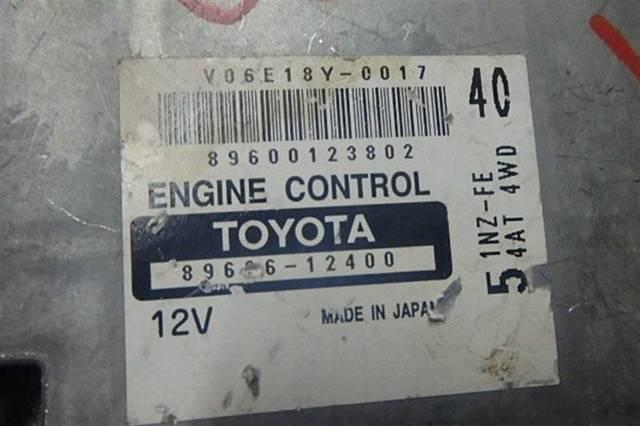 V06E18Y-0017
89600123802
ENGINE CONTROL
TOYOTA
12V
MADE IN JAPAN
40
5
1NZ-FE
4AT 4WD